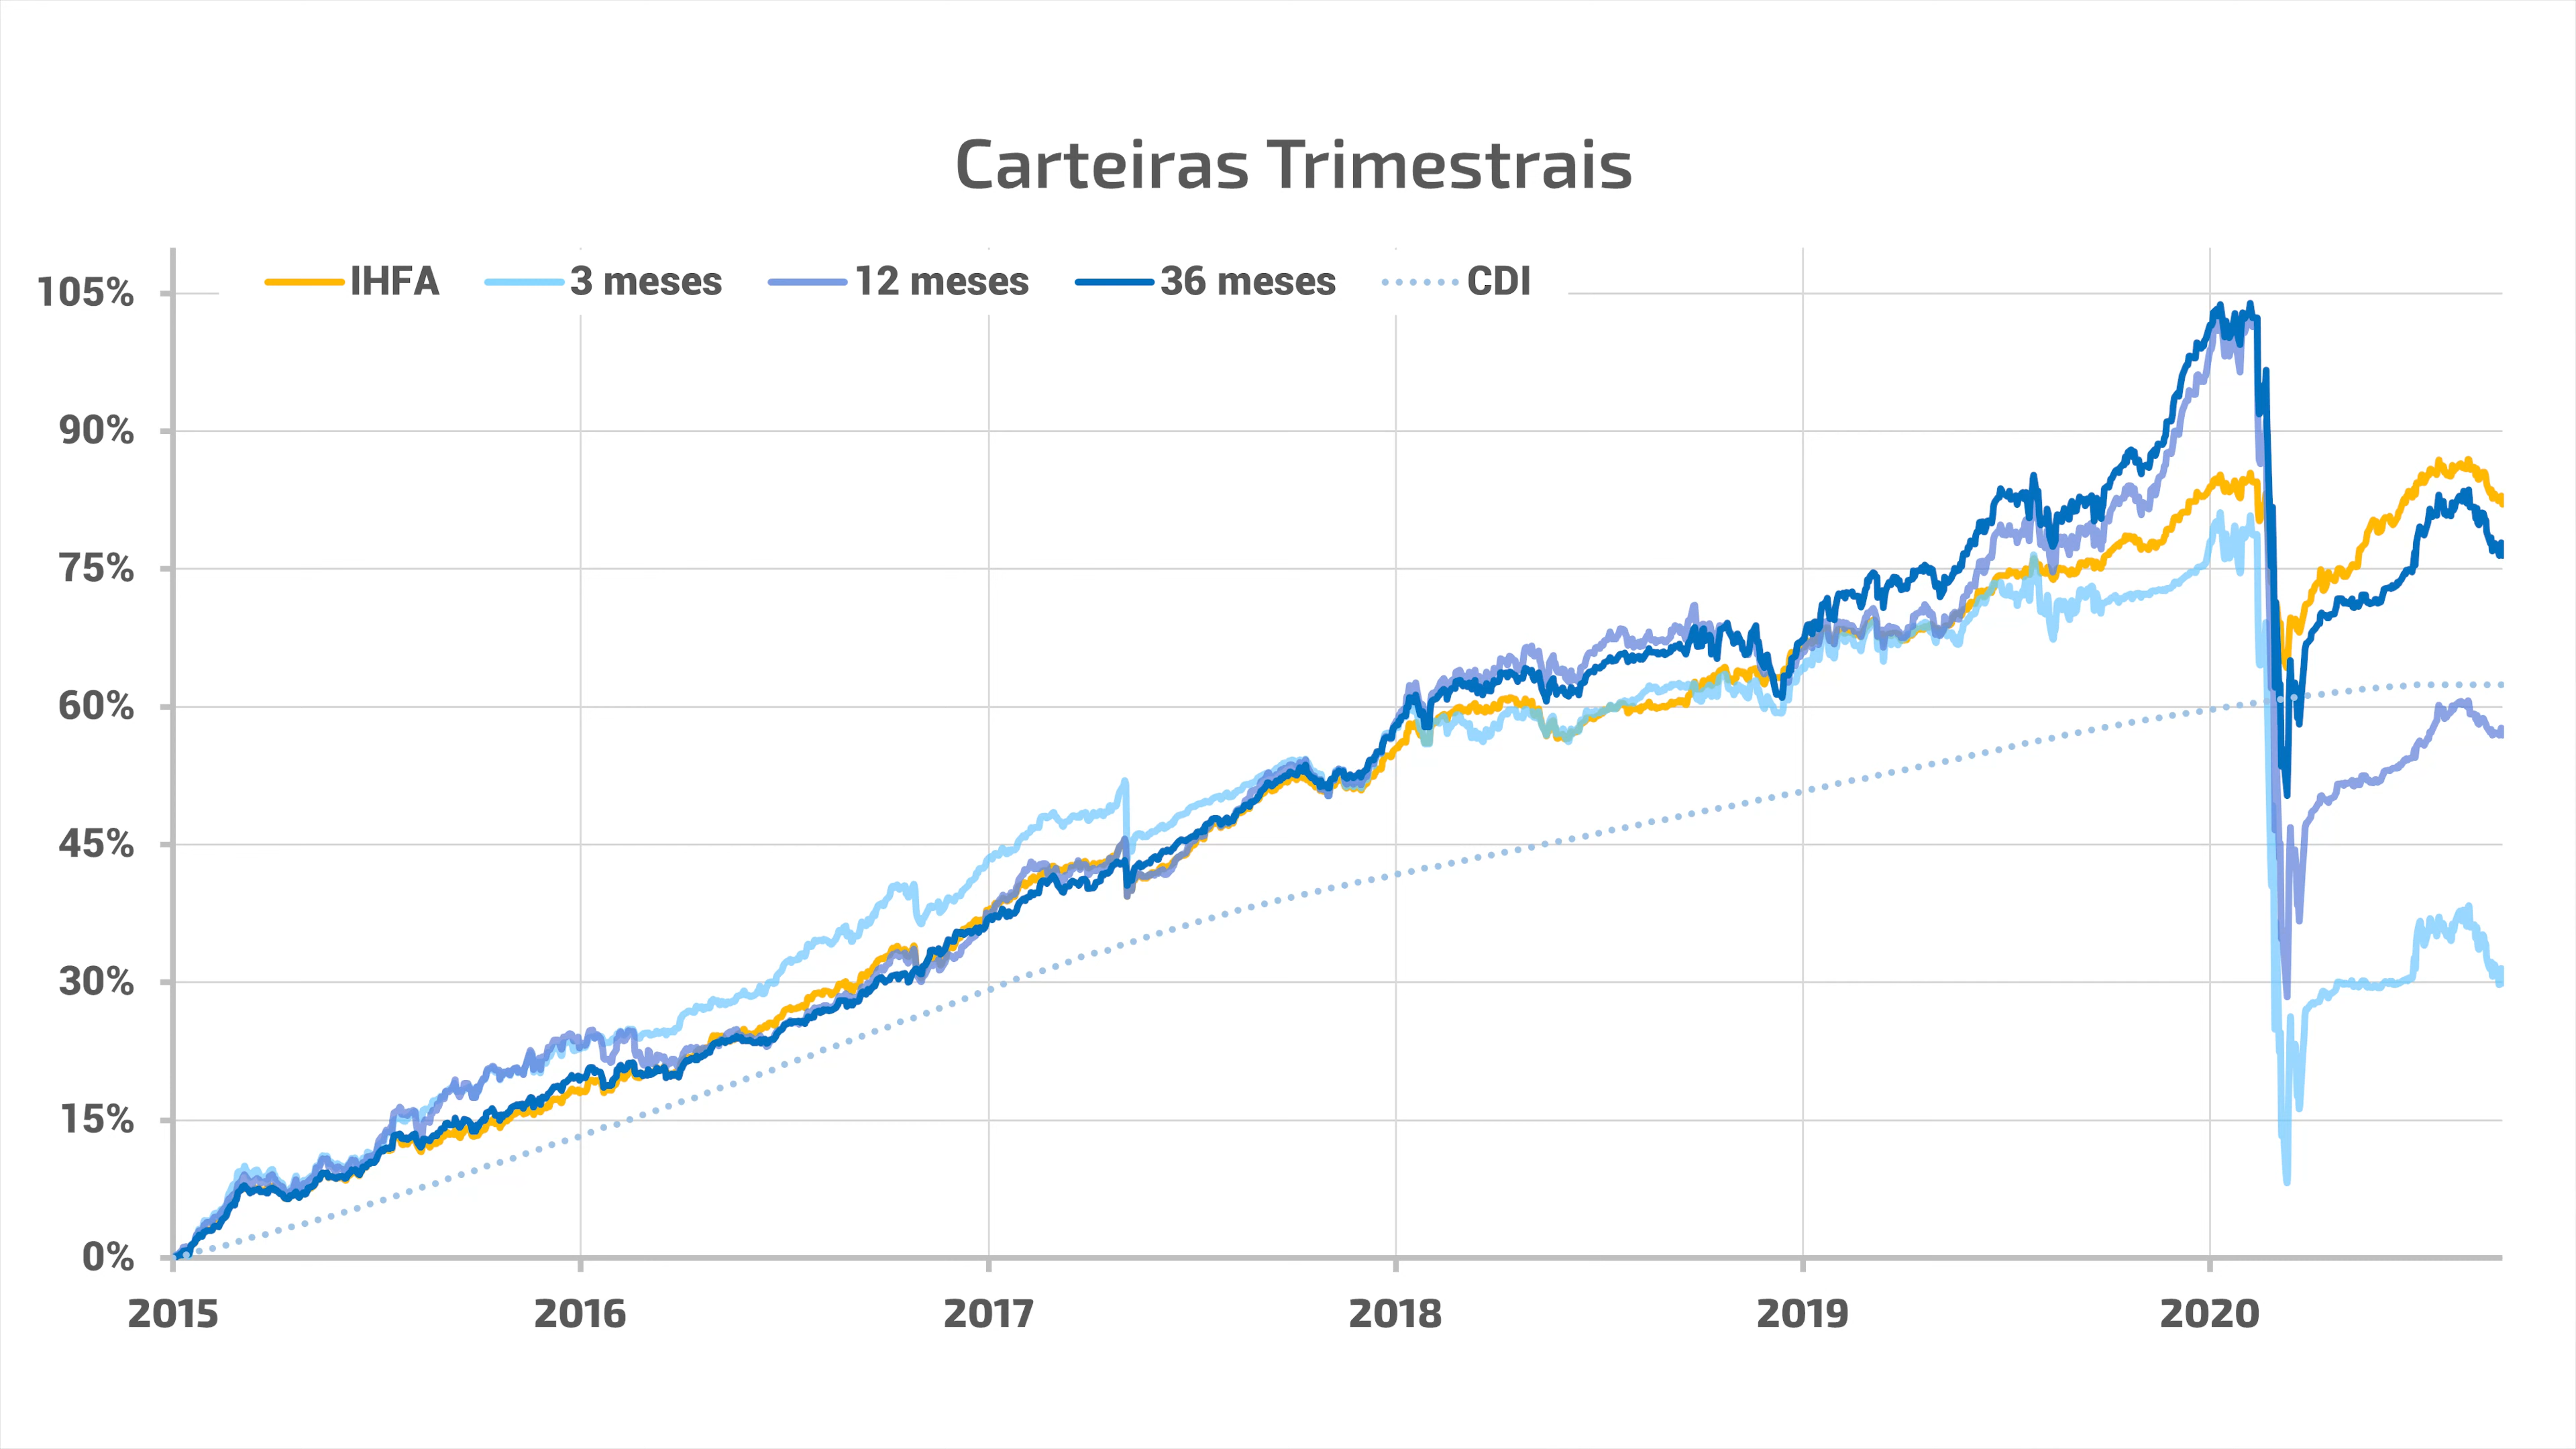 Carteiras Trimestrais
IHFA 3 meses 12 meses 36 meses CDI
105%
90%
75%
60%
45%
30%
15%
0%
2015 2016 2017 2018 2019 2020